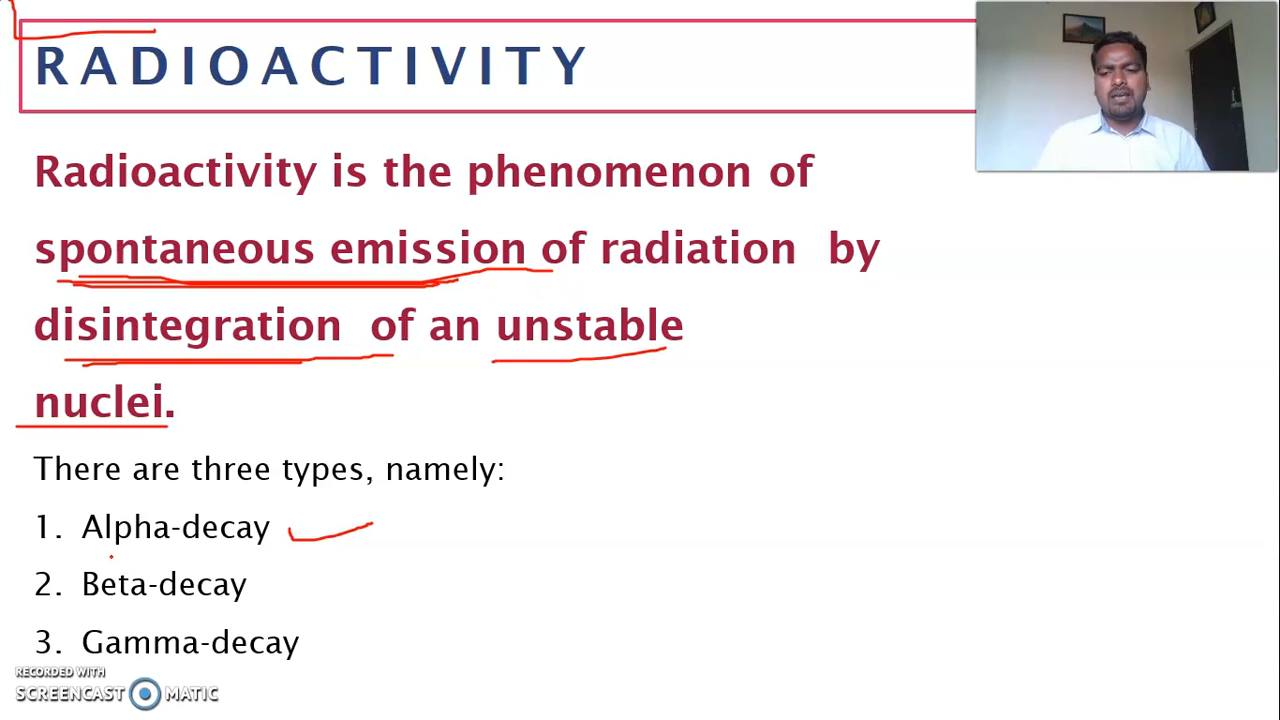 RADIOACTIVITY
Radioactivity is the phenomenon of
spontaneous emission of radiation by
disintegration of an unstable
nuclei.
There are three types, namely:
1. Alpha-decay
2. Beta-decay
3. Gamma-decay
RECORDED WITH
SCREENCAST MATIC